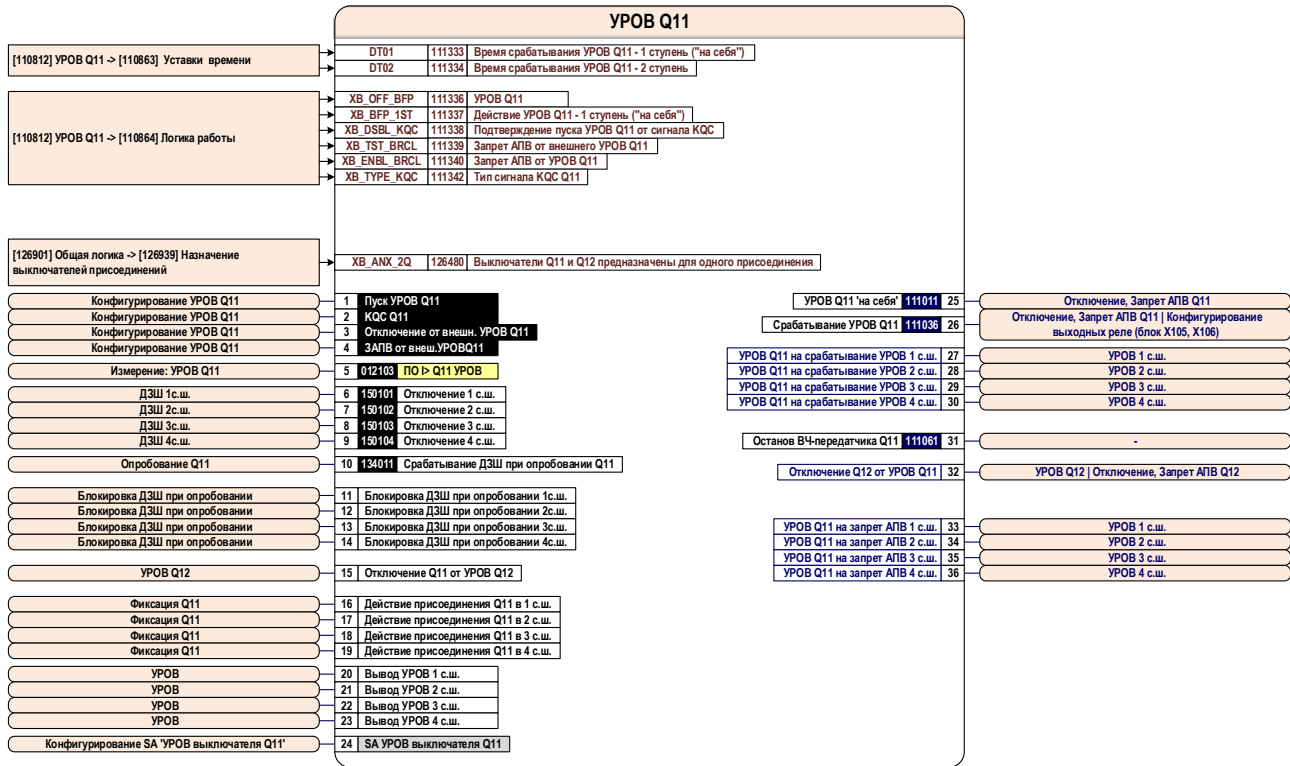 УРОВ Q11
[110812] УРОВ Q11 -> [110863] Уставки времени
DT01 111333 Время срабатывания УРОВ Q11 - 1 ступень ("на себя")
DT02 111334 Время срабатывания УРОВ Q11 - 2 ступень
[110812] УРОВ Q11 -> [110864] Логика работы
XB_OFF_BFP 111336 УРОВ Q11
XB_BFP_1ST 111337 Действие УРОВ Q11 - 1 ступень ("на себя")
XB_DSBL_KQC 111338 Подтверждение пуска УРОВ Q11 от сигнала KQC
XB_TST_BRCL 111339 Запрет АПВ от внешнего УРОВ Q11
XB_ENBL_BRCL 111340 Запрет АПВ от УРОВ Q11
XB_TYPE_KQC 111342 Тип сигнала KQC Q11
[126901] Общая логика -> [126939] Назначение
выключателей присоединений
XB_ANX_2Q 126480 Выключатели Q11 и Q12 предназначены для одного присоединения
Конфигурирование УРОВ Q11 1 Пуск УРОВ Q11
Конфигурирование УРОВ Q11 2 KQC Q11
Конфигурирование УРОВ Q11 3 Отключение от внешн. УРОВ Q11
Конфигурирование УРОВ Q11 4 ЗАПВ от внеш.УРОВQ11
Измерение: УРОВ Q11 5 012103 ПО I> Q11 УРОВ
ДЗШ 1с.ш. 6 150101 Отключение 1 с.ш.
ДЗШ 2с.ш. 7 150102 Отключение 2 с.ш.
ДЗШ 3с.ш. 8 150103 Отключение 3 с.ш.
ДЗШ 4с.ш. 9 150104 Отключение 4 с.ш.
Опробование Q11 10 134011 Срабатывание ДЗШ при опробовании Q11
Блокировка ДЗШ при опробовании 11 Блокировка ДЗШ при опробовании 1с.ш.
Блокировка ДЗШ при опробовании 12 Блокировка ДЗШ при опробовании 2с.ш.
Блокировка ДЗШ при опробовании 13 Блокировка ДЗШ при опробовании 3с.ш.
Блокировка ДЗШ при опробовании 14 Блокировка ДЗШ при опробовании 4с.ш.
УРОВ Q12 15 Отключение Q11 от УРОВ Q12
Фиксация Q11 16 Действие присоединения Q11 в 1 с.ш.
Фиксация Q11 17 Действие присоединения Q11 в 2 с.ш.
Фиксация Q11 18 Действие присоединения Q11 в 3 с.ш.
Фиксация Q11 19 Действие присоединения Q11 в 4 с.ш.
УРОВ 20 Вывод УРОВ 1 с.ш.
УРОВ 21 Вывод УРОВ 2 с.ш.
УРОВ 22 Вывод УРОВ 3 с.ш.
УРОВ 23 Вывод УРОВ 4 с.ш.
Конфигурирование SA 'УРОВ выключателя Q11' 24 SA УРОВ выключателя Q11
УРОВ Q11 'на себя' 111011 25 Отключение, Запрет АПВ Q11
Срабатывание УРОВ Q11 111036 26 Отключение, Запрет АПВ Q11 | Конфигурирование
выходных реле (блок X105, X106)
УРОВ Q11 на срабатывание УРОВ 1 с.ш. 27 УРОВ 1 с.ш.
УРОВ Q11 на срабатывание УРОВ 2 с.ш. 28 УРОВ 2 с.ш.
УРОВ Q11 на срабатывание УРОВ 3 с.ш. 29 УРОВ 3 с.ш.
УРОВ Q11 на срабатывание УРОВ 4 с.ш. 30 УРОВ 4 с.ш.
Останов ВЧ-передатчика Q11 111061 31 -
Отключение Q12 от УРОВ Q11 32 УРОВ Q12 | Отключение, Запрет АПВ Q12
УРОВ Q11 на запрет АПВ 1 с.ш. 33 УРОВ 1 с.ш.
УРОВ Q11 на запрет АПВ 2 с.ш. 34 УРОВ 2 с.ш.
УРОВ Q11 на запрет АПВ 3 с.ш. 35 УРОВ 3 с.ш.
УРОВ Q11 на запрет АПВ 4 с.ш. 36 УРОВ 4 с.ш.